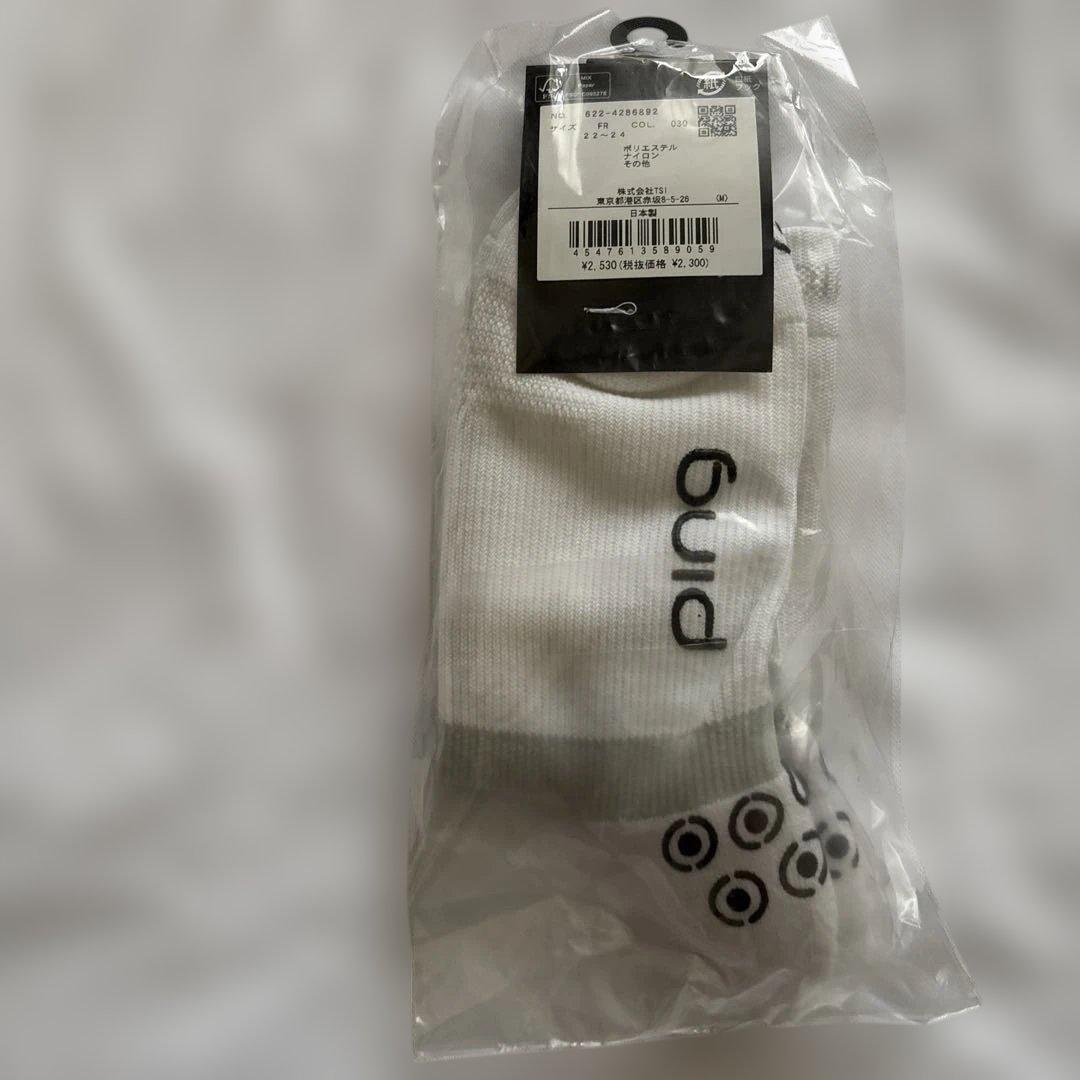 MIX
Paper
FSC
紙
NO. 622-4286892
サイズ FR COL. 030
22～24
ポリエステル
ナイロン
その他
株式会社TSI
東京都港区赤坂8-5-26 (M)
日本製
4547613589059
¥2,530(税抜価格 ¥2,300)
ping